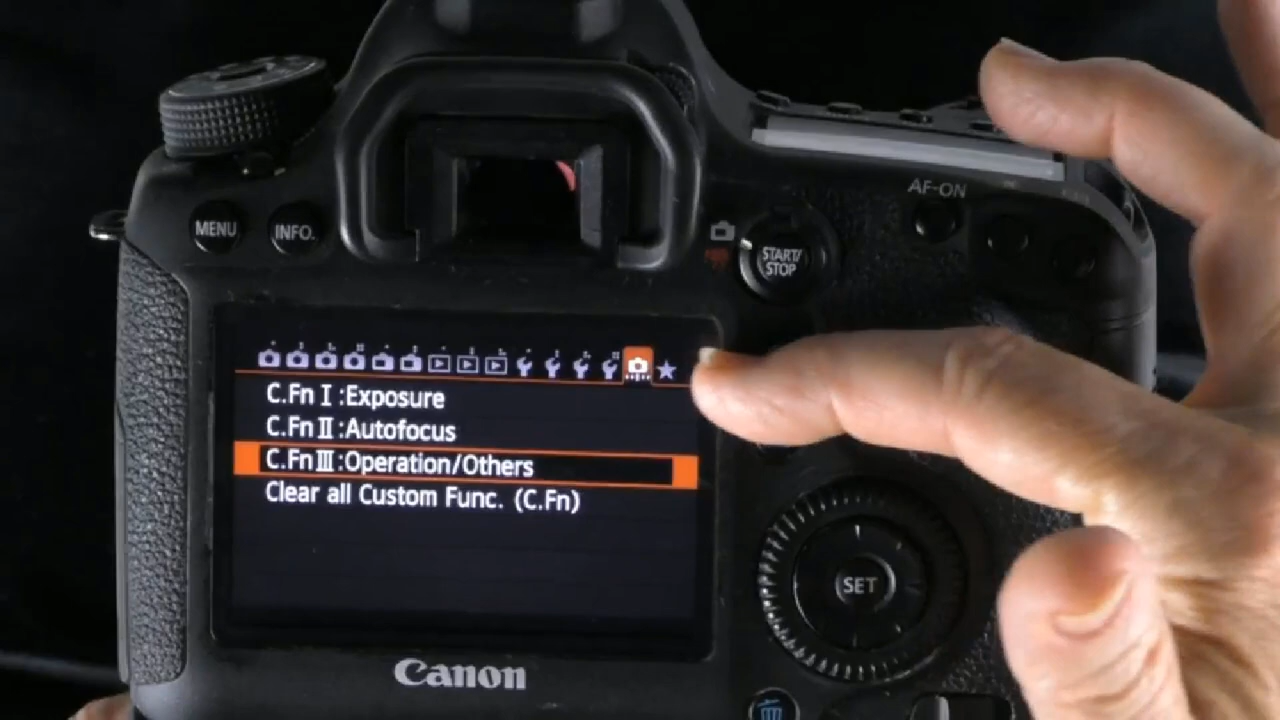 AF-ON
MENU
INFO.
START/
STOP
C.Fn I :Exposure
C.Fn II :Autofocus
C.Fn III :Operation/Others
Clear all Custom Func. (C.Fn)
SET
Canon